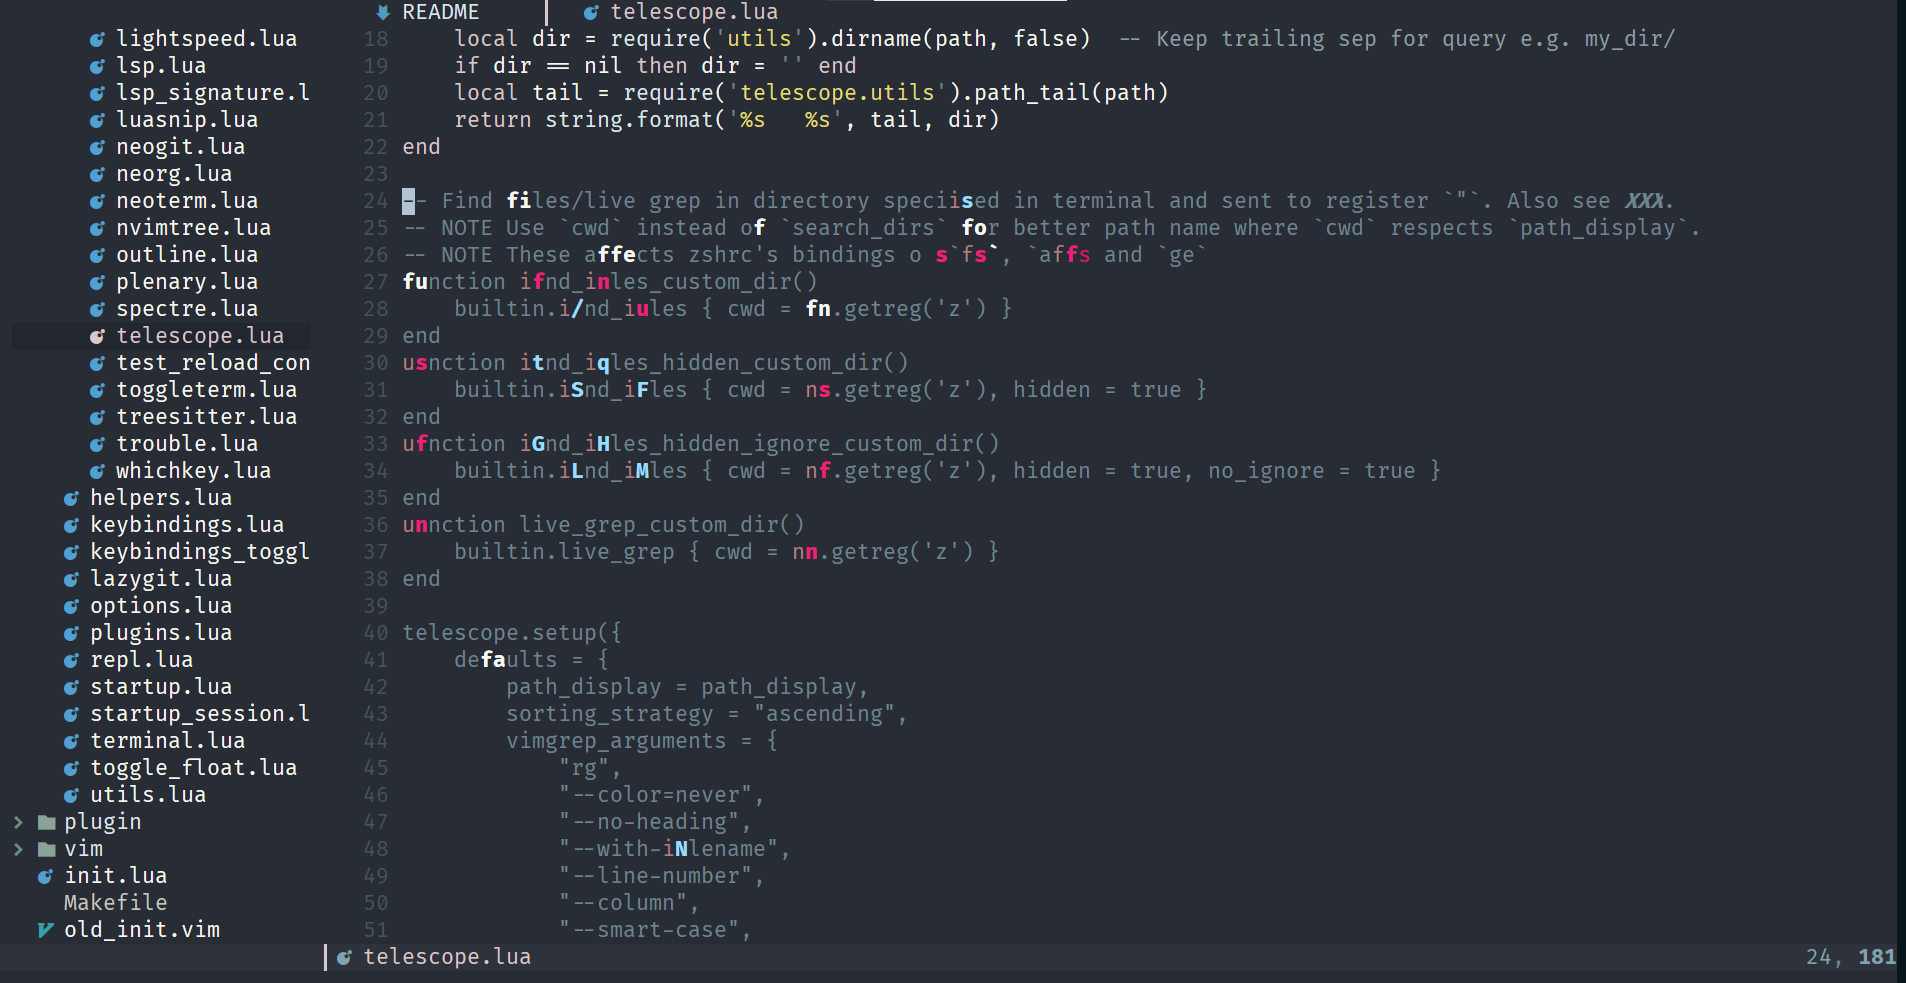 README
telescope.lua
lightspeed.lua
lsp.lua
lsp_signature.l
luasnip.lua
neogit.lua
neorg.lua
neoterm.lua
nvimtree.lua
outline.lua
plenary.lua
spectre.lua
telescope.lua
test_reload_con
toggleterm.lua
treesitter.lua
trouble.lua
whichkey.lua
helpers.lua
keybindings.lua
keybindings_toggl
lazygit.lua
options.lua
plugins.lua
repl.lua
startup.lua
startup_session.l
terminal.lua
toggle_float.lua
utils.lua
plugin
vim
init.lua
Makefile
old_init.vim
18 local dir = require('utils').dirname(path, false) -- Keep trailing sep for query e.g. my_dir/
19 if dir == nil then dir = '' end
20 local tail = require('telescope.utils').path_tail(path)
21 return string.format('%s   %s', tail, dir)
22 end
23
24 -- Find files/live grep in directory speciised in terminal and sent to register `"`. Also see XXX.
25 -- NOTE Use `cwd` instead of `search_dirs` for better path name where `cwd` respects `path_display`.
26 -- NOTE These affects zshrc's bindings o s`fs`, `affs and `ge`
27 function ifnd_inles_custom_dir()
28 builtin.i/nd_iules { cwd = fn.getreg('z') }
29 end
30 usnction itnd_iqles_hidden_custom_dir()
31 builtin.iSnd_iFles { cwd = ns.getreg('z'), hidden = true }
32 end
33 ufnction iGnd_iHles_hidden_ignore_custom_dir()
34 builtin.iLnd_iMles { cwd = nf.getreg('z'), hidden = true, no_ignore = true }
35 end
36 unnction live_grep_custom_dir()
37 builtin.live_grep { cwd = nn.getreg('z') }
38 end
39
40 telescope.setup({
41 defaults = {
42 path_display = path_display,
43 sorting_strategy = "ascending",
44 vimgrep_arguments = {
45 "rg",
46 "--color=never",
47 "--no-heading",
48 "--with-iNlename",
49 "--line-number",
50 "--column",
51 "--smart-case",
telescope.lua
24, 181